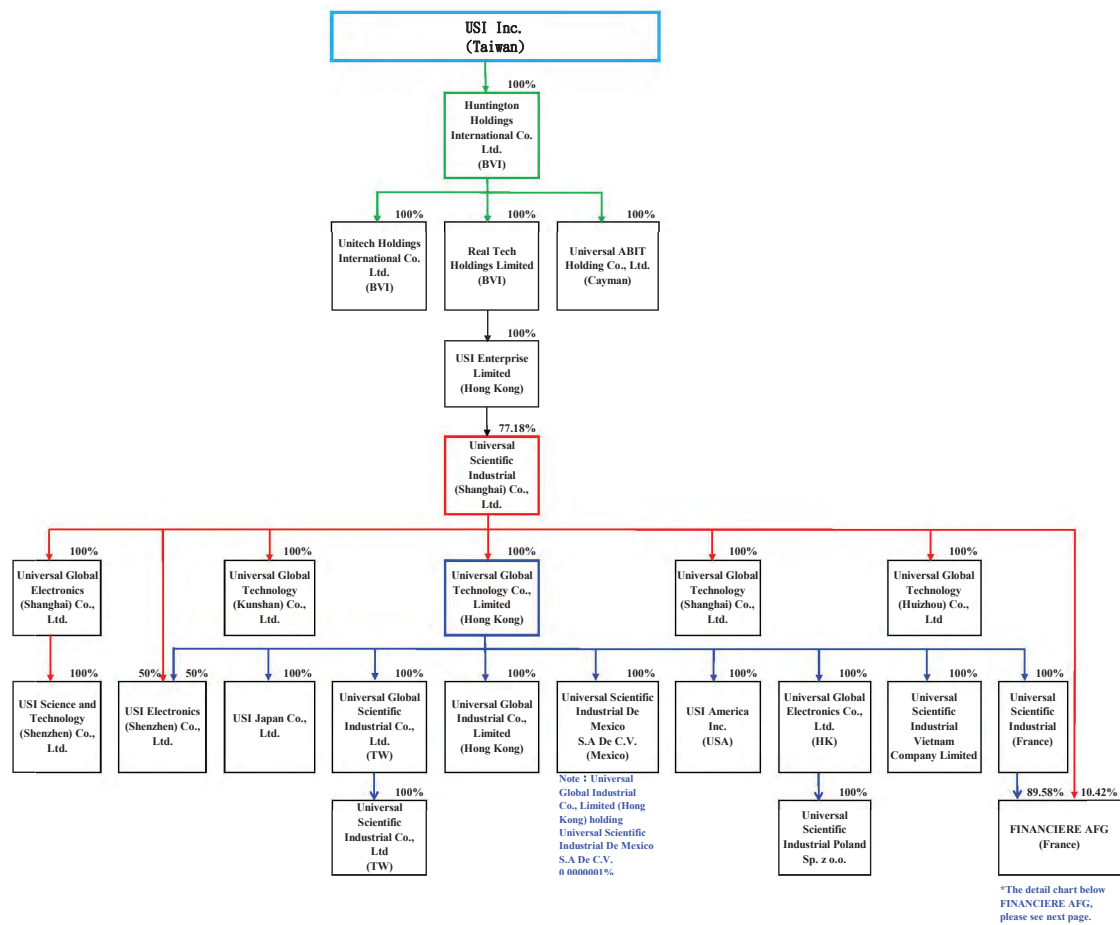 USI Inc.
(Taiwan)
100%
Huntington
Holdings
International Co.
Ltd.
(BVI)
100%
Unitech Holdings
International Co.
Ltd.
(BVI)
100%
Real Tech
Holdings Limited
(BVI)
100%
Universal ABIT
Holding Co., Ltd.
(Cayman)
100%
USI Enterprise
Limited
(Hong Kong)
77.18%
Universal
Scientific
Industrial
(Shanghai) Co.,
Ltd.
100%
Universal Global
Electronics
(Shanghai) Co.,
Ltd.
100%
Universal Global
Technology
(Kunshan) Co.,
Ltd.
100%
Universal Global
Technology Co.,
Limited
(Hong Kong)
100%
Universal Global
Technology
(Shanghai) Co.,
Ltd.
100%
Universal Global
Technology
(Huizhou) Co.,
Ltd
100%
USI Science and
Technology
(Shenzhen) Co.,
Ltd.
50% 50%
USI Electronics
(Shenzhen) Co.,
Ltd.
100%
USI Japan Co.,
Ltd.
100%
Universal Global
Scientific
Industrial Co.,
Ltd.
(TW)
100%
Universal Global
Industrial Co.,
Limited
(Hong Kong)
100%
Universal Scientific
Industrial De
Mexico
S.A De C.V.
(Mexico)
100%
USI America
Inc.
(USA)
100%
Universal Global
Electronics Co.,
Ltd.
(HK)
100%
Universal
Scientific
Industrial
Vietnam
Company Limited
100%
Universal
Scientific
Industrial
(France)
100%
Universal
Scientific
Industrial Co.,
Ltd
(TW)
Note：Universal
Global Industrial
Co., Limited (Hong
Kong) holding
Universal Scientific
Industrial De Mexico
S.A De C.V.
0.0000001%
100%
Universal
Scientific
Industrial Poland
Sp. z o.o.
89.58% 10.42%
FINANCIERE AFG
(France)
*The detail chart below
FINANCIERE AFG,
please see next page.